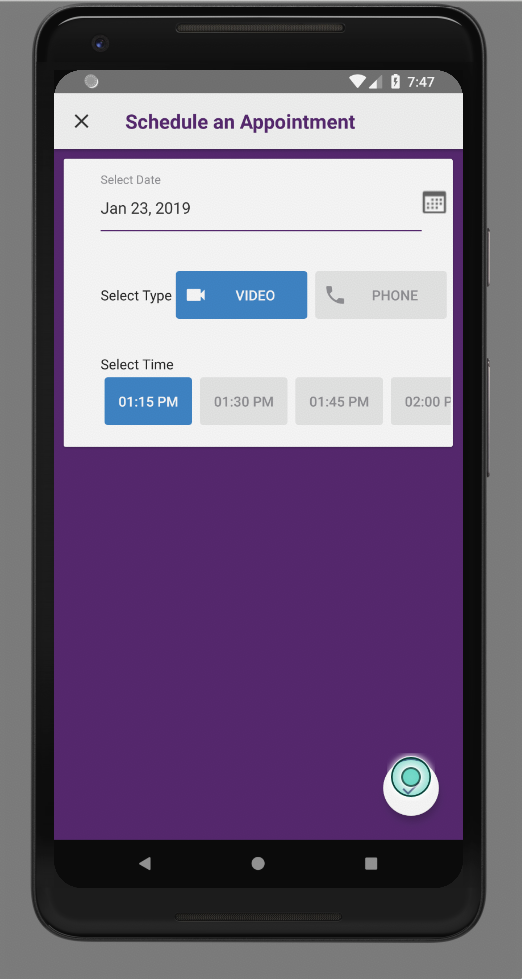 7:47
Schedule an Appointment
Select Date
Jan 23, 2019
Select Type VIDEO PHONE
Select Time
01:15 PM 01:30 PM 01:45 PM 02:00 P